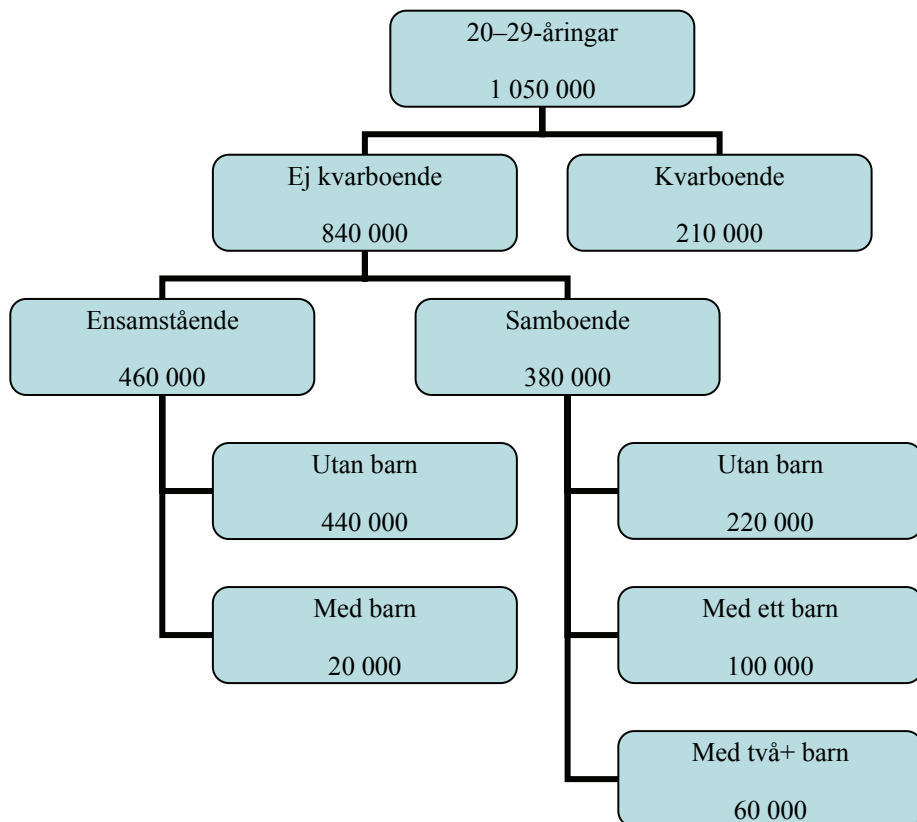 20–29-åringar
1 050 000
Ej kvarboende
840 000
Kvarboende
210 000
Ensamstående
460 000
Samboende
380 000
Utan barn
440 000
Utan barn
220 000
Med barn
20 000
Med ett barn
100 000
Med två+ barn
60 000